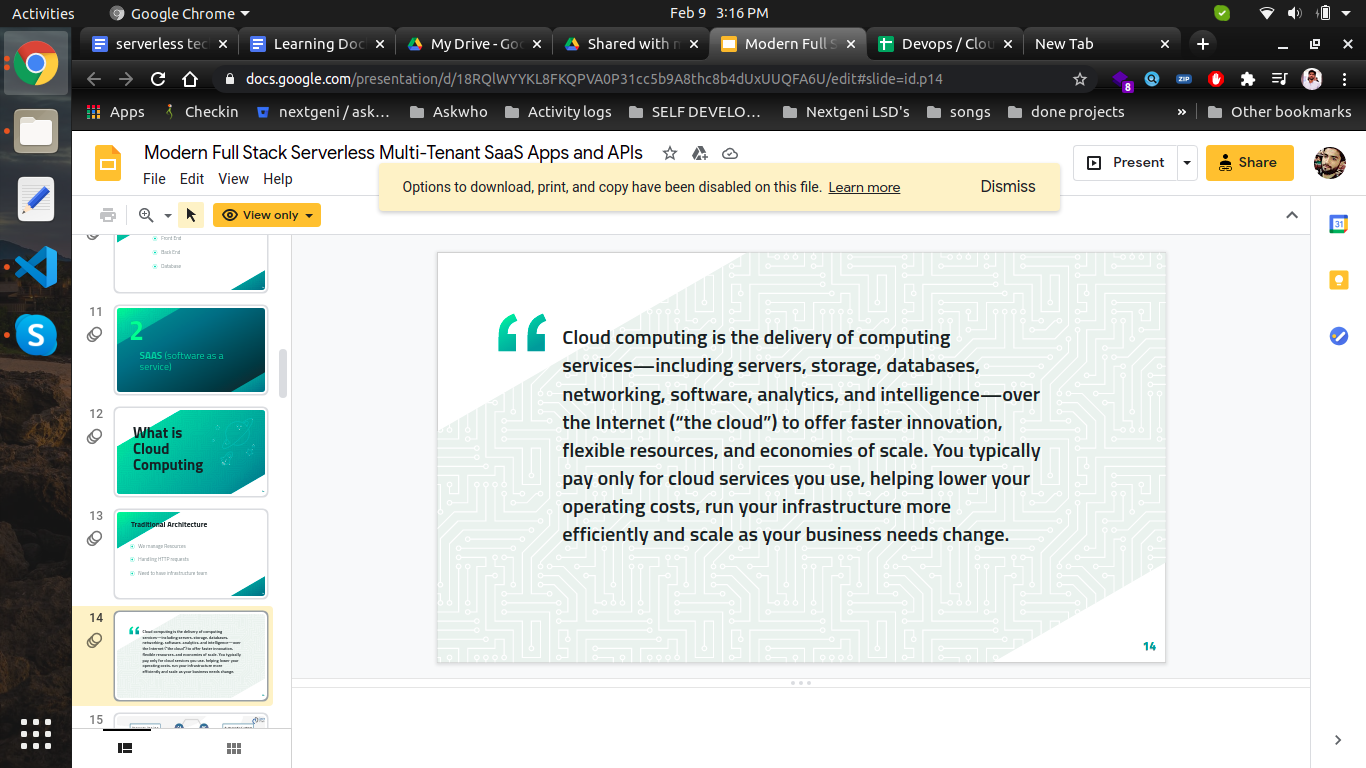 Activities
Google Chrome
Feb 9 3:16 PM
serverless tec
Learning Doc
My Drive - Goo
Shared with m
Modern Full S
Devops / Clou
New Tab
docs.google.com/presentation/d/18RQlWYYKL8FKQPVA0P31cc5b9A8thc8b4dUxUUQFA6U/edit#slide=id.p14
ZIP
8
Apps
Checkin
nextgeni / ask...
Askwho
Activity logs
SELF DEVELO...
Nextgeni LSD's
songs
done projects
»
Other bookmarks
Modern Full Stack Serverless Multi-Tenant SaaS Apps and APIs
File Edit View Help
Present
Share
Options to download, print, and copy have been disabled on this file. Learn more
Dismiss
View only
31
Front End
Back End
Database
11
2
SAAS (software as a
service)
12
What is
Cloud
Computing
13
Traditional Architecture
We manage Resources
Handling HTTP requests
Need to have infrastructure team
14
Cloud computing is the delivery of computing
services—including servers, storage, databases,
networking, software, analytics, and intelligence—over
the Internet (“the cloud”) to offer faster innovation,
flexible resources, and economies of scale. You typically
pay only for cloud services you use, helping lower your
operating costs, run your infrastructure more
efficiently and scale as your business needs change.
15
“
Cloud computing is the delivery of computing
services—including servers, storage, databases,
networking, software, analytics, and intelligence—over
the Internet (“the cloud”) to offer faster innovation,
flexible resources, and economies of scale. You typically
pay only for cloud services you use, helping lower your
operating costs, run your infrastructure more
efficiently and scale as your business needs change.
14